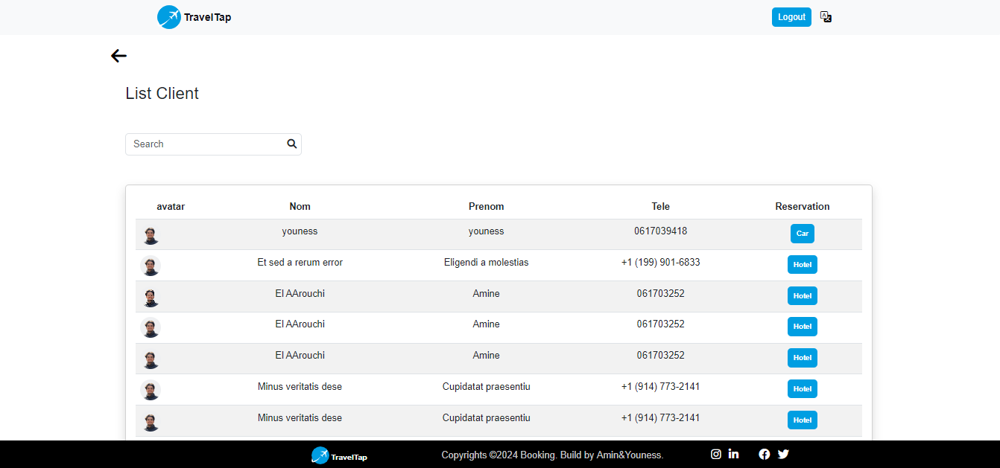 TravelTap Logout
List Client
Search
avatar Nom Prenom Tele Reservation
youness youness 0617039418 Car
Et sed a rerum error Eligendi a molestias +1 (199) 901-6833 Hotel
El AArouchi Amine 061703252 Hotel
El AArouchi Amine 061703252 Hotel
El AArouchi Amine 061703252 Hotel
Minus veritatis dese Cupidatat praesentiu +1 (914) 773-2141 Hotel
Minus veritatis dese Cupidatat praesentiu +1 (914) 773-2141 Hotel
TravelTap Copyrights ©2024 Booking. Build by Amin&Youness.